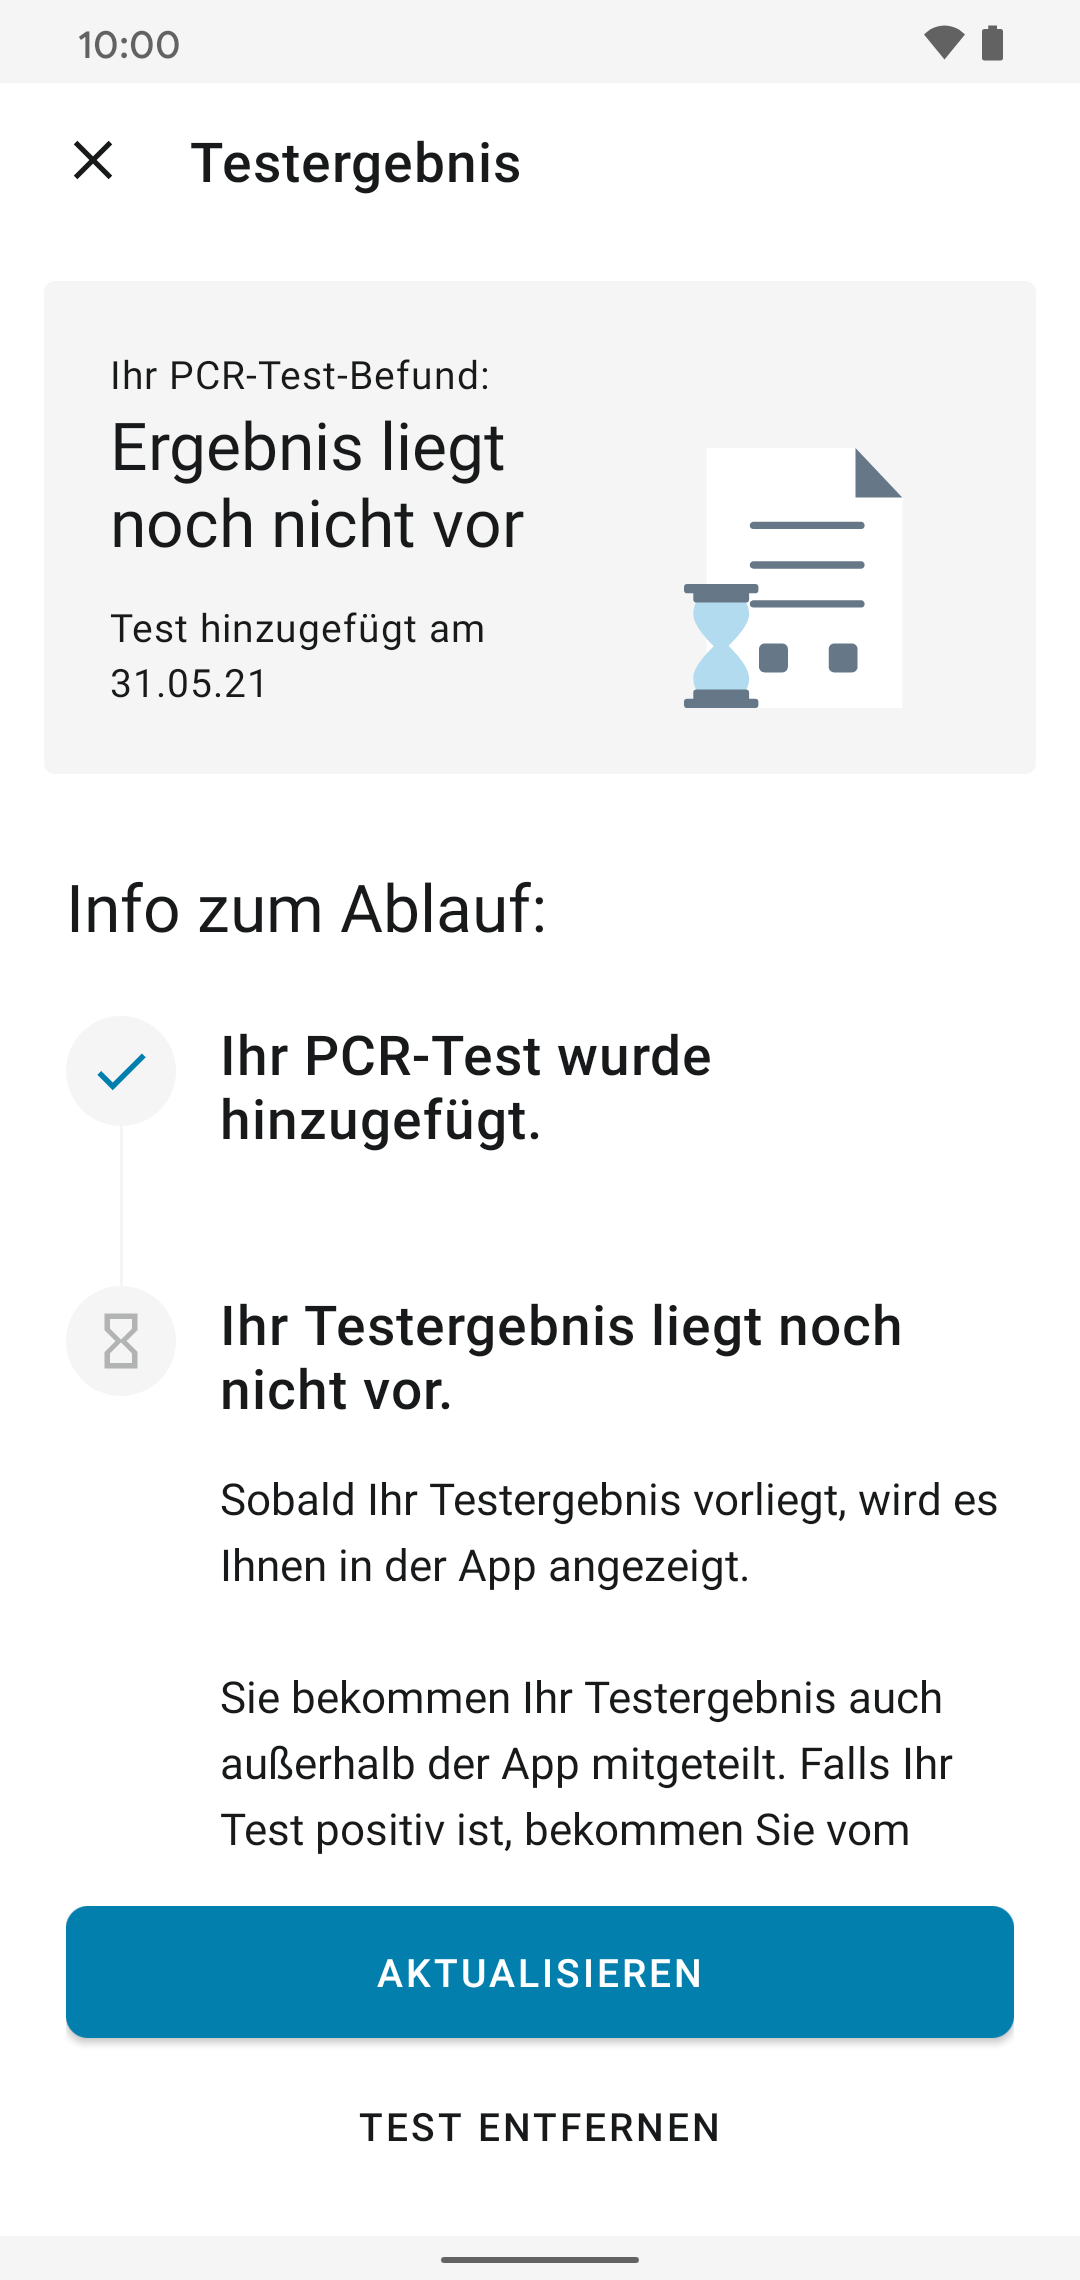 10:00
Testergebnis
Ihr PCR-Test-Befund:
Ergebnis liegt
noch nicht vor
Test hinzugefügt am
31.05.21
Info zum Ablauf:
Ihr PCR-Test wurde
hinzugefügt.
Ihr Testergebnis liegt noch
nicht vor.
Sobald Ihr Testergebnis vorliegt, wird es
Ihnen in der App angezeigt.
Sie bekommen Ihr Testergebnis auch
außerhalb der App mitgeteilt. Falls Ihr
Test positiv ist, bekommen Sie vom
AKTUALISIEREN
TEST ENTFERNEN